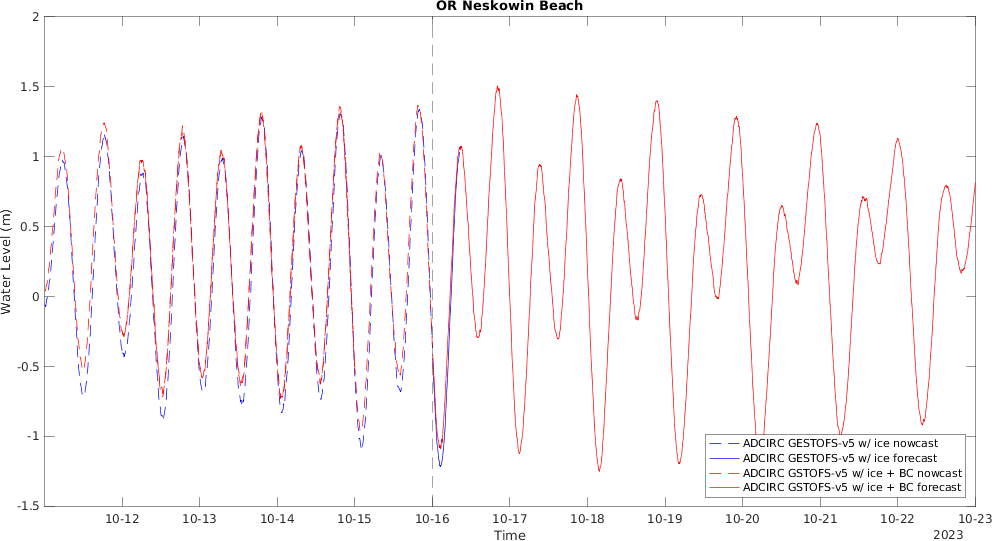 OR Neskowin Beach
2
1.5
1
0.5
0
-0.5
-1
-1.5
Water Level (m)
ADCIRC GESTOFS-v5 w/ ice nowcast
ADCIRC GESTOFS-v5 w/ ice forecast
ADCIRC GSTOFS-v5 w/ ice + BC nowcast
ADCIRC GSTOFS-v5 w/ ice + BC forecast
10-12 10-13 10-14 10-15 10-16 10-17 10-18 10-19 10-20 10-21 10-22 10-23
Time 2023